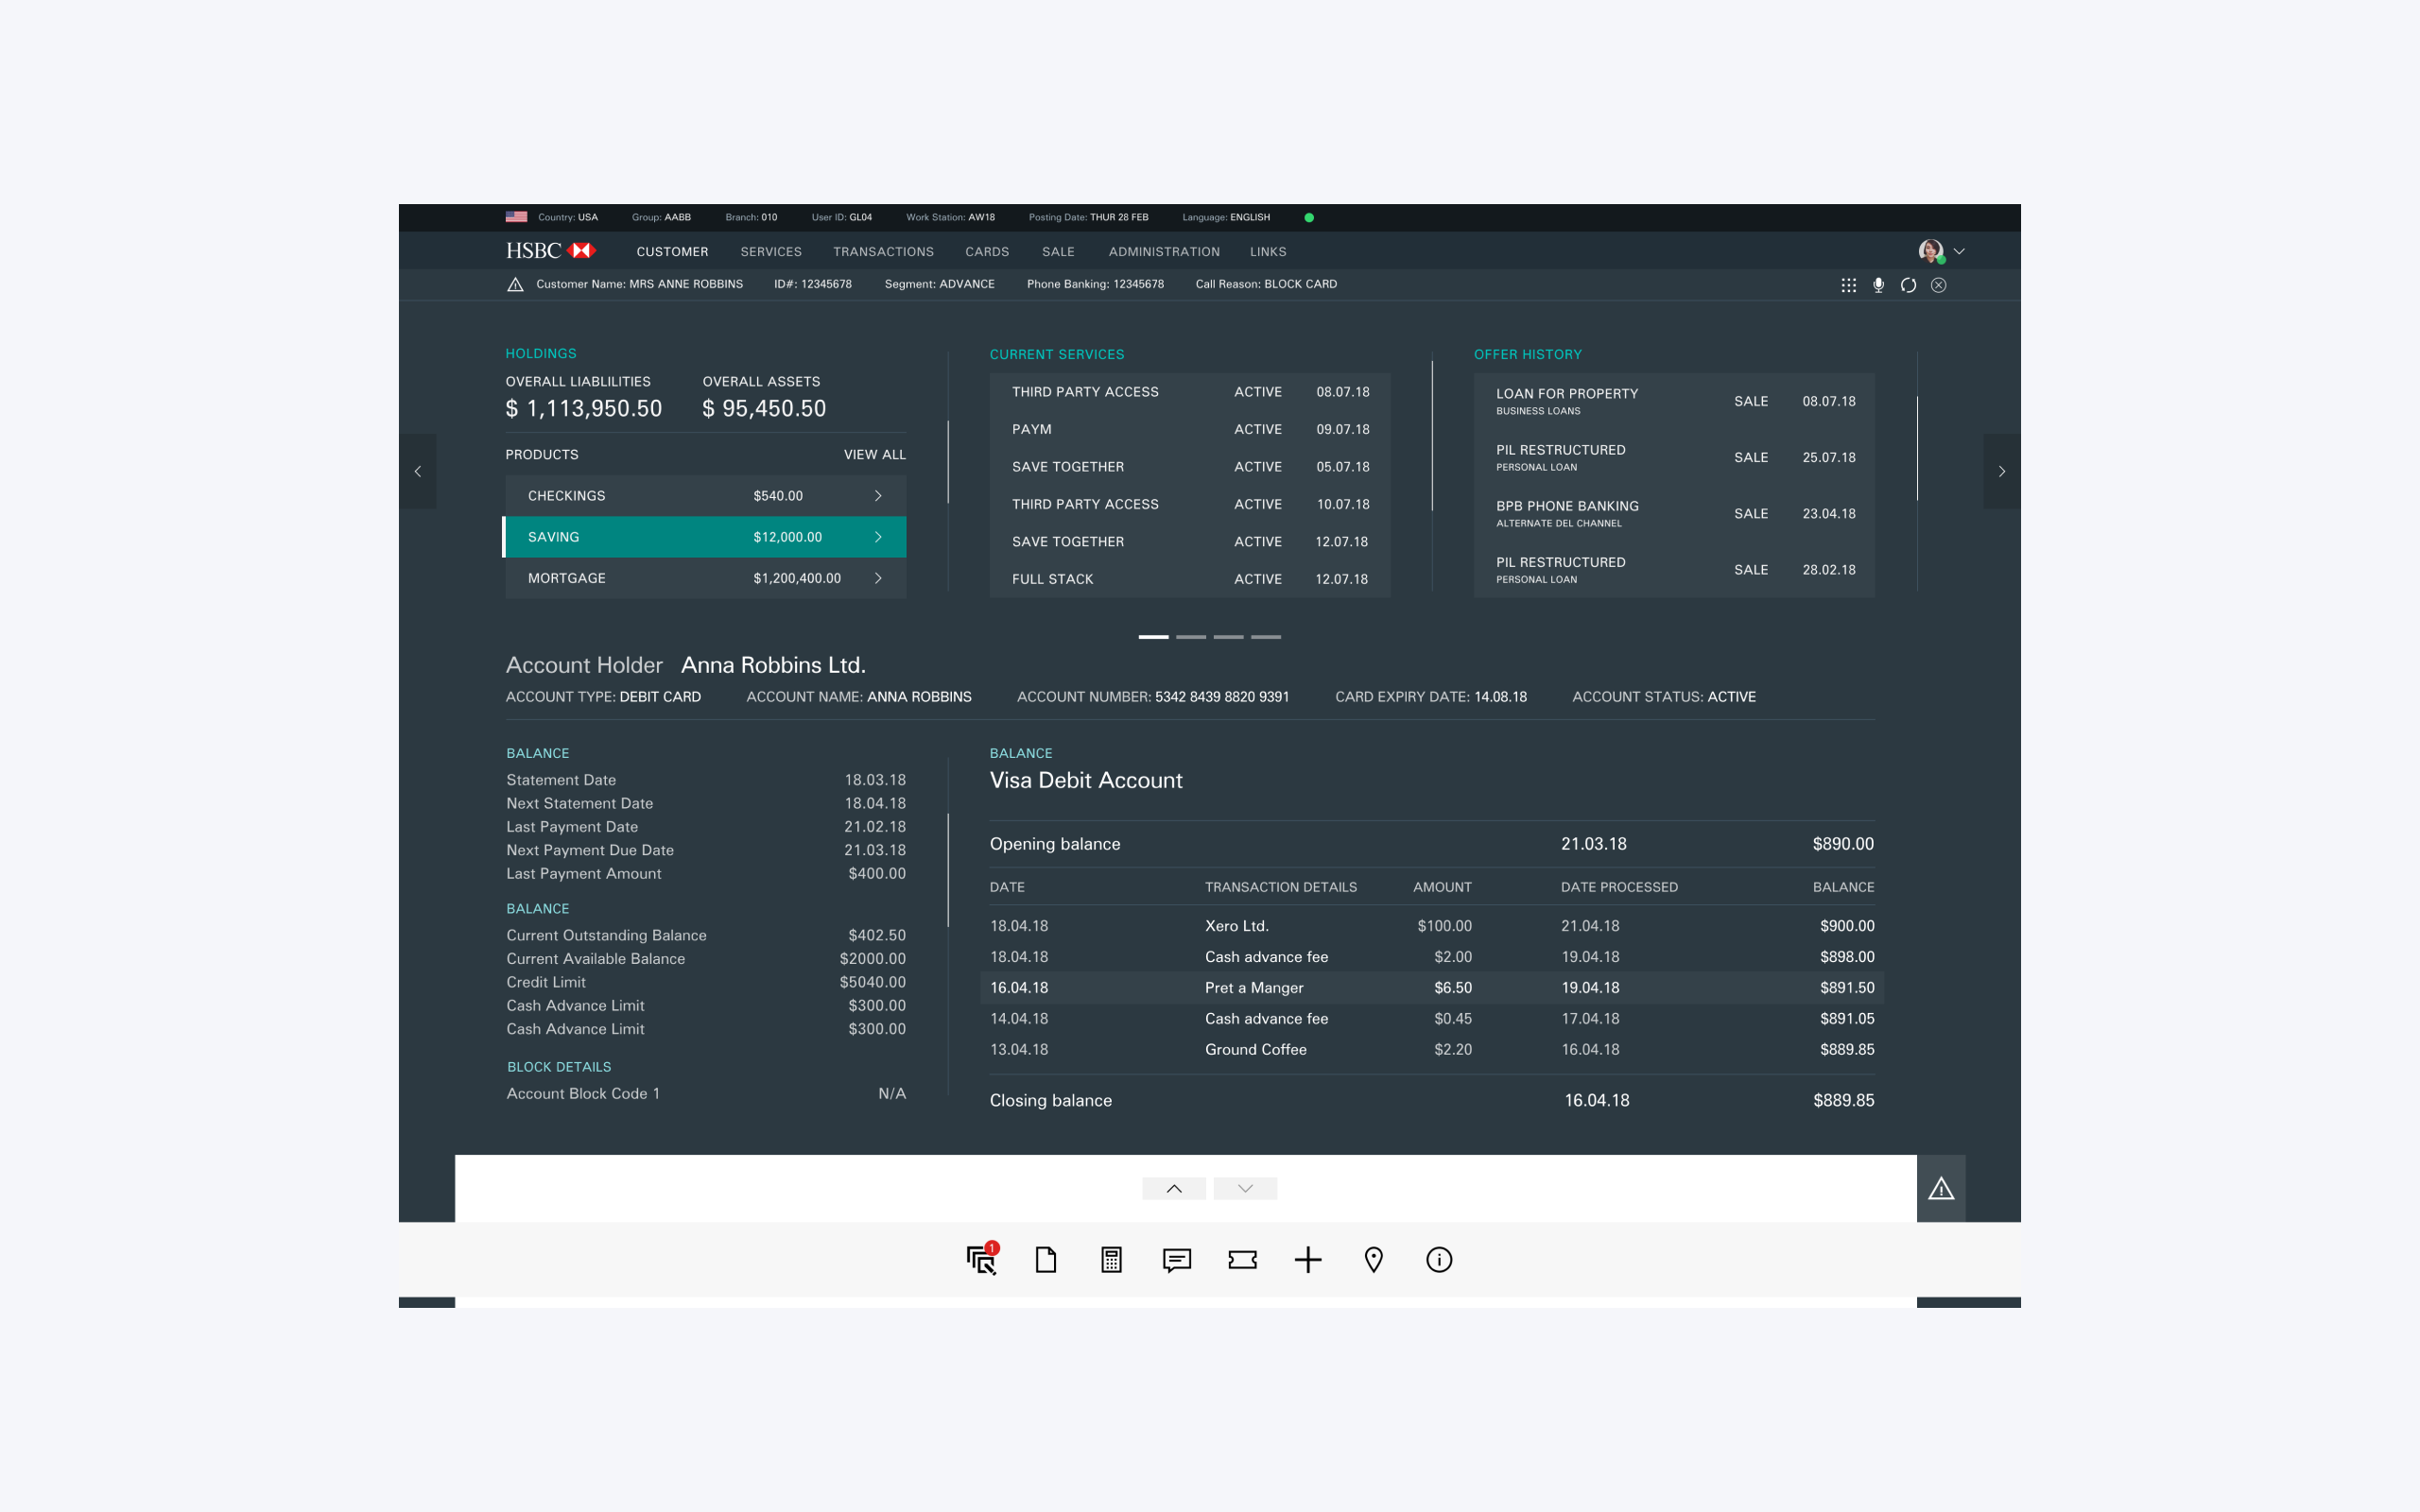 Country: USA Group: AABB Branch: 010 User ID: GL04 Work Station: AW18 Posting Date: THUR 28 FEB Language: ENGLISH
HSBC CUSTOMER SERVICES TRANSACTIONS CARDS SALE ADMINISTRATION LINKS
Customer Name: MRS ANNE ROBBINS ID#: 12345678 Segment: ADVANCE Phone Banking: 12345678 Call Reason: BLOCK CARD
HOLDINGS
OVERALL LIABLILITIES OVERALL ASSETS
$ 1,113,950.50 $ 95,450.50
PRODUCTS VIEW ALL
CHECKINGS $540.00
SAVING $12,000.00
MORTGAGE $1,200,400.00
CURRENT SERVICES
THIRD PARTY ACCESS ACTIVE 08.07.18
PAYM ACTIVE 09.07.18
SAVE TOGETHER ACTIVE 05.07.18
THIRD PARTY ACCESS ACTIVE 10.07.18
SAVE TOGETHER ACTIVE 12.07.18
FULL STACK ACTIVE 12.07.18
OFFER HISTORY
LOAN FOR PROPERTY SALE 08.07.18
BUSINESS LOANS
PIL RESTRUCTURED SALE 25.07.18
PERSONAL LOAN
BPB PHONE BANKING SALE 23.04.18
ALTERNATE DEL CHANNEL
PIL RESTRUCTURED SALE 28.02.18
PERSONAL LOAN
Account Holder Anna Robbins Ltd.
ACCOUNT TYPE: DEBIT CARD ACCOUNT NAME: ANNA ROBBINS ACCOUNT NUMBER: 5342 8439 8820 9391 CARD EXPIRY DATE: 14.08.18 ACCOUNT STATUS: ACTIVE
BALANCE
Statement Date 18.03.18
Next Statement Date 18.04.18
Last Payment Date 21.02.18
Next Payment Due Date 21.03.18
Last Payment Amount $400.00
BALANCE
Current Outstanding Balance $402.50
Current Available Balance $2000.00
Credit Limit $5040.00
Cash Advance Limit $300.00
Cash Advance Limit $300.00
BLOCK DETAILS
Account Block Code 1 N/A
BALANCE
Visa Debit Account
Opening balance 21.03.18 $890.00
DATE TRANSACTION DETAILS AMOUNT DATE PROCESSED BALANCE
18.04.18 Xero Ltd. $100.00 21.04.18 $900.00
18.04.18 Cash advance fee $2.00 19.04.18 $898.00
16.04.18 Pret a Manger $6.50 19.04.18 $891.50
14.04.18 Cash advance fee $0.45 17.04.18 $891.05
13.04.18 Ground Coffee $2.20 16.04.18 $889.85
Closing balance 16.04.18 $889.85
1